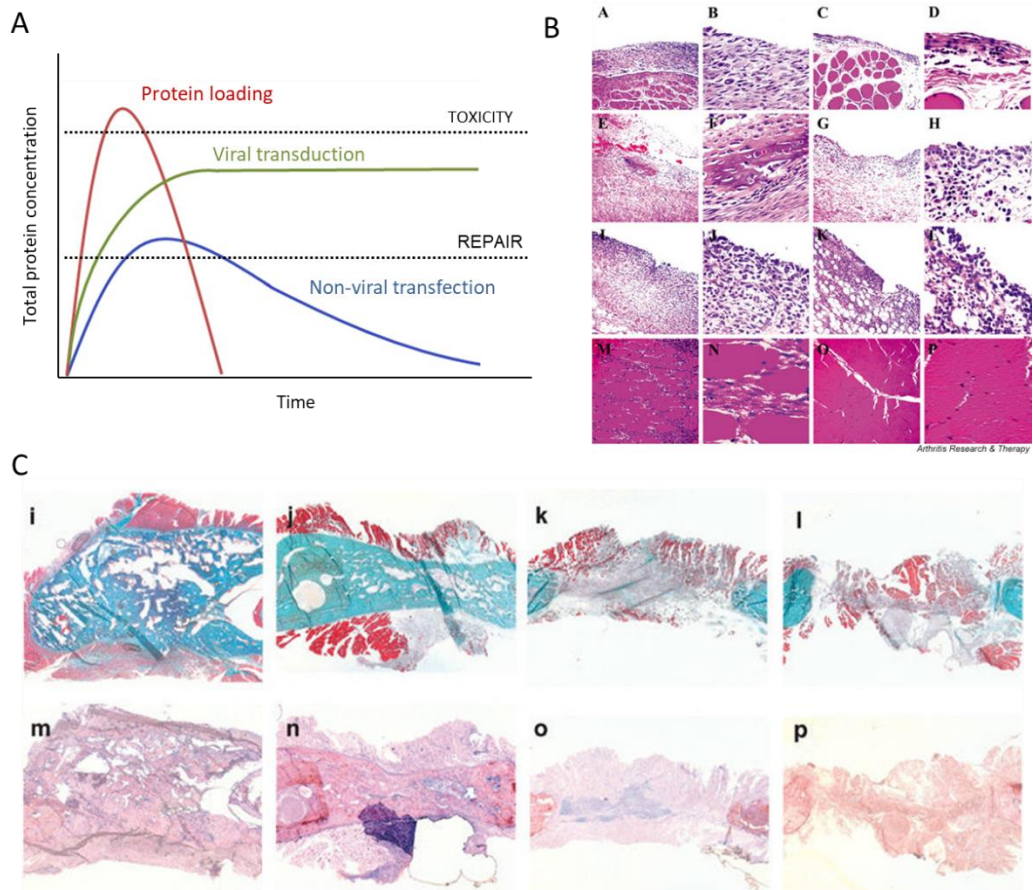 A
Protein loading
TOXICITY
Viral transduction
REPAIR
Non-viral transfection
Total protein concentration
Time
B
A B C D
E F G H
I J K L
M N O P
Arthritis Research & Therapy
C
i j k l
m n o p